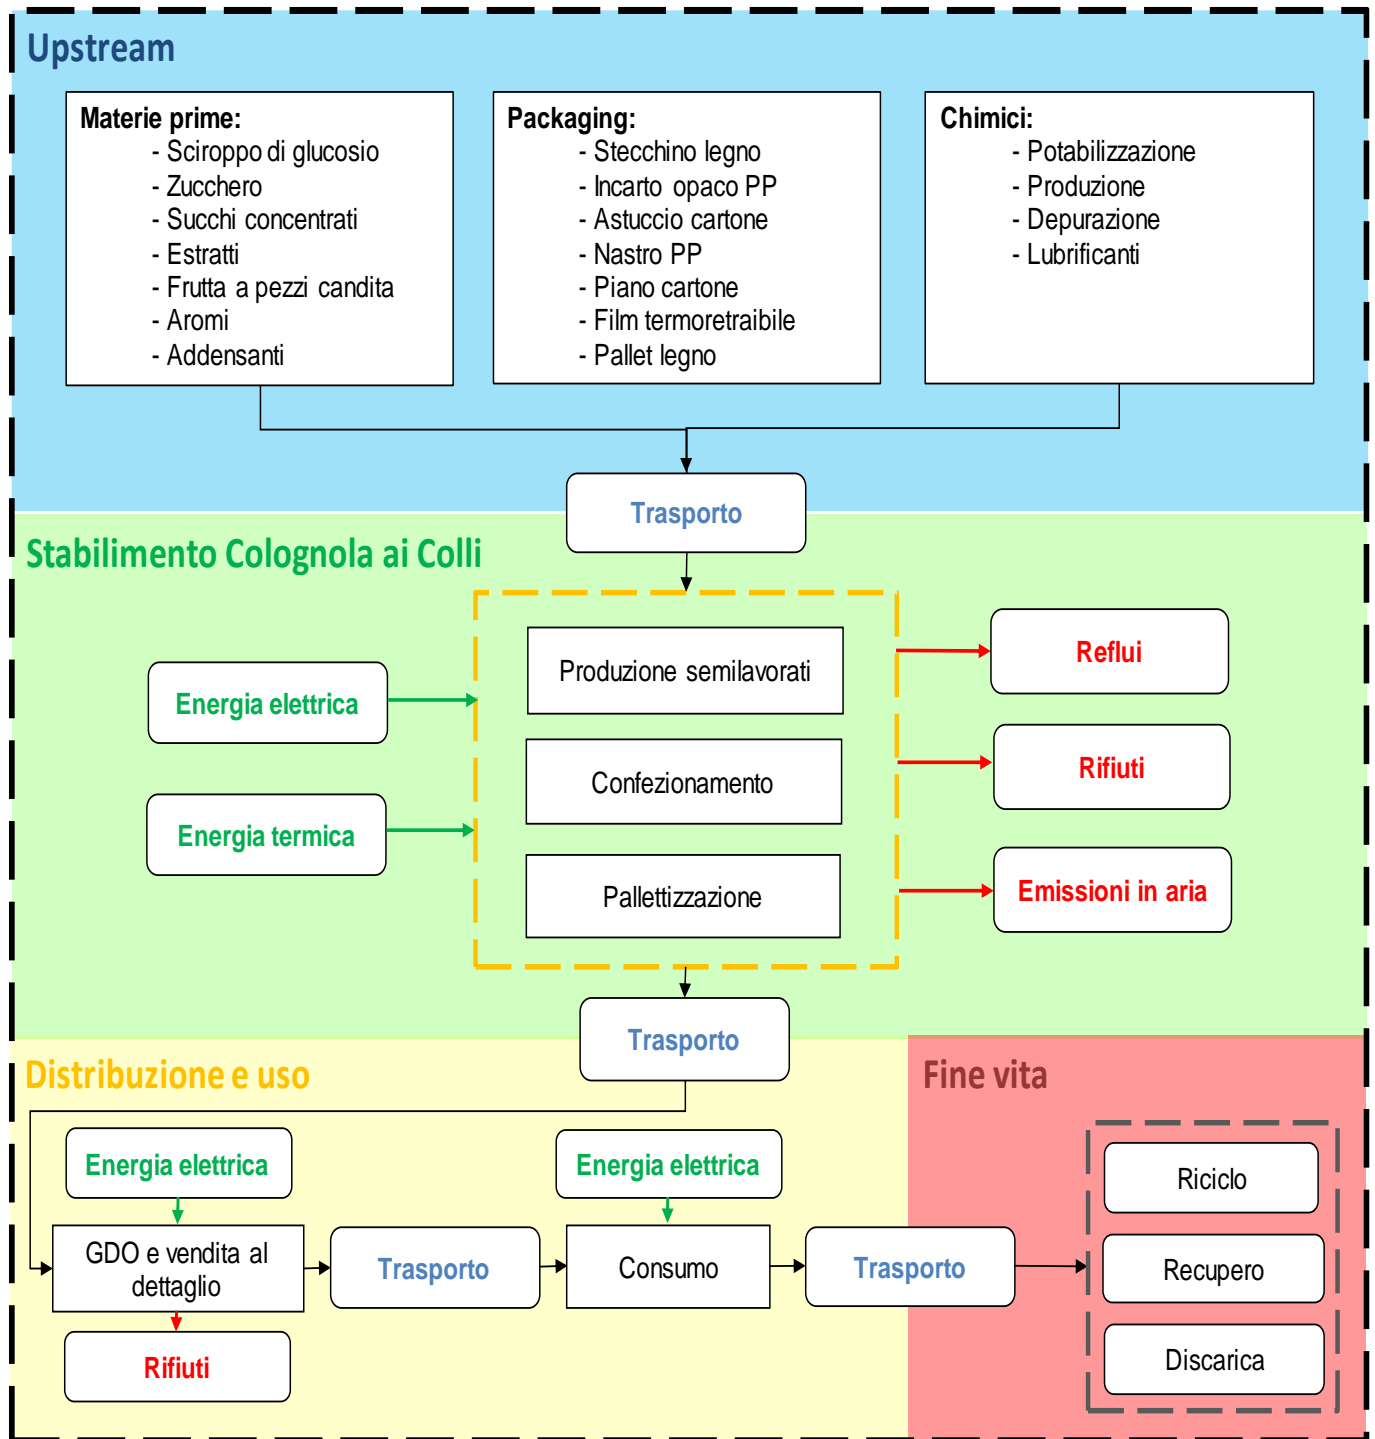 Upstream
Materie prime:
- Sciroppo di glucosio
- Zucchero
- Succhi concentrati
- Estratti
- Frutta a pezzi candita
- Aromi
- Addensanti
Packaging:
- Stecchino legno
- Incarto opaco PP
- Astuccio cartone
- Nastro PP
- Piano cartone
- Film termoretraibile
- Pallet legno
Chimici:
- Potabilizzazione
- Produzione
- Depurazione
- Lubrificanti
Trasporto
Stabilimento Colognola ai Colli
Energia elettrica
Energia termica
Produzione semilavorati
Confezionamento
Pallettizzazione
Reflui
Rifiuti
Emissioni in aria
Trasporto
Distribuzione e uso
Energia elettrica
GDO e vendita al
dettaglio
Rifiuti
Trasporto
Energia elettrica
Consumo
Trasporto
Fine vita
Riciclo
Recupero
Discarica